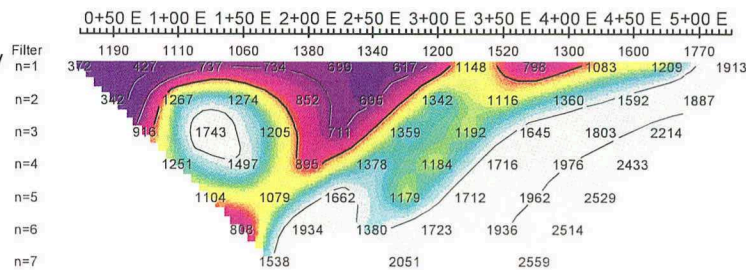 0+50 E 1+00 E 1+50 E 2+00 E 2+50 E 3+00 E 3+50 E 4+00 E 4+50 E 5+00 E
Filter 1190 1110 1060 1380 1340 1200 1520 1300 1600 1770
n=1 372 427 737 734 699 617 1148 798 1083 1209 1913
n=2 342 1267 1274 852 605 1342 1116 1360 1592 1887
n=3 916 1743 1205 711 1359 1192 1645 1803 2214
n=4 1251 1497 895 1378 1184 1716 1976 2433
n=5 1104 1079 1662 1179 1712 1962 2529
n=6 808 1934 1380 1723 1936 2514
n=7 1538 2051 2559